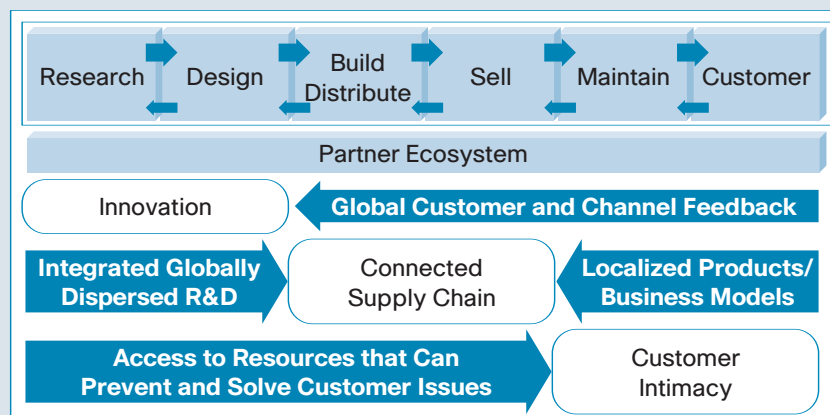 Research Design Build Distribute Sell Maintain Customer
Partner Ecosystem
Innovation
Global Customer and Channel Feedback
Integrated Globally
Dispersed R&D
Connected
Supply Chain
Localized Products/
Business Models
Access to Resources that Can
Prevent and Solve Customer Issues
Customer
Intimacy